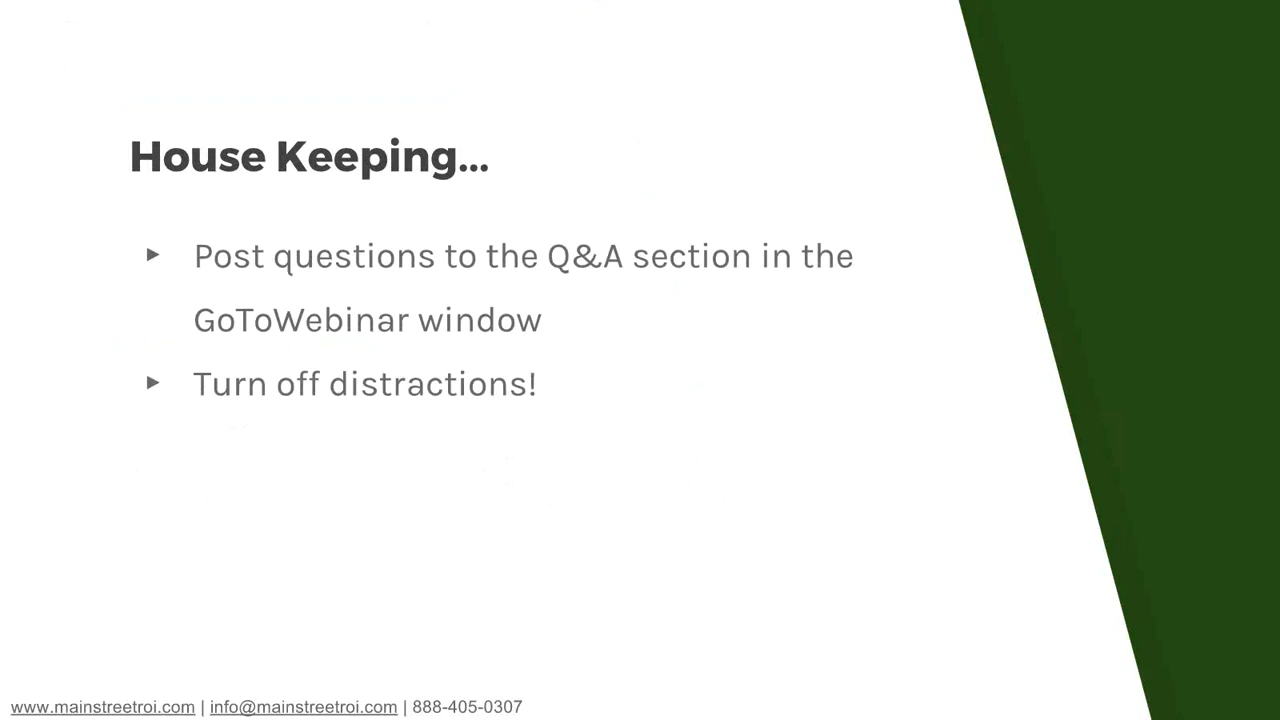 House Keeping...
▸ Post questions to the Q&A section in the
GoToWebinar window
▸ Turn off distractions!
www.mainstreetroi.com | info@mainstreetroi.com | 888-405-0307